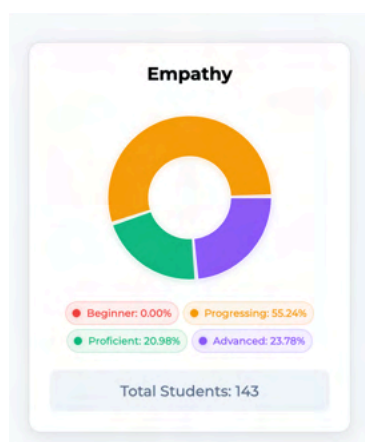 Empathy
Beginner: 0.00% Progressing: 55.24%
Proficient: 20.98% Advanced: 23.78%
Total Students: 143